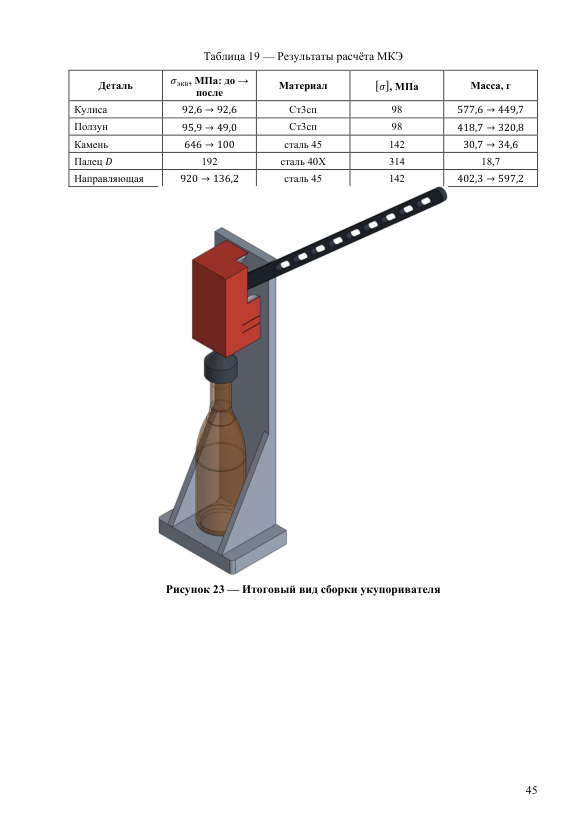 Таблица 19 — Результаты расчёта МКЭ
Деталь σэкв, МПа: до → после Материал [σ], МПа Масса, г
Кулиса 92,6 → 92,6 Ст3сп 98 577,6 → 449,7
Ползун 95,9 → 49,0 Ст3сп 98 418,7 → 320,8
Камень 646 → 100 сталь 45 142 30,7 → 34,6
Палец D 192 сталь 40Х 314 18,7
Направляющая 920 → 136,2 сталь 45 142 402,3 → 597,2
Рисунок 23 — Итоговый вид сборки укупоривателя
45